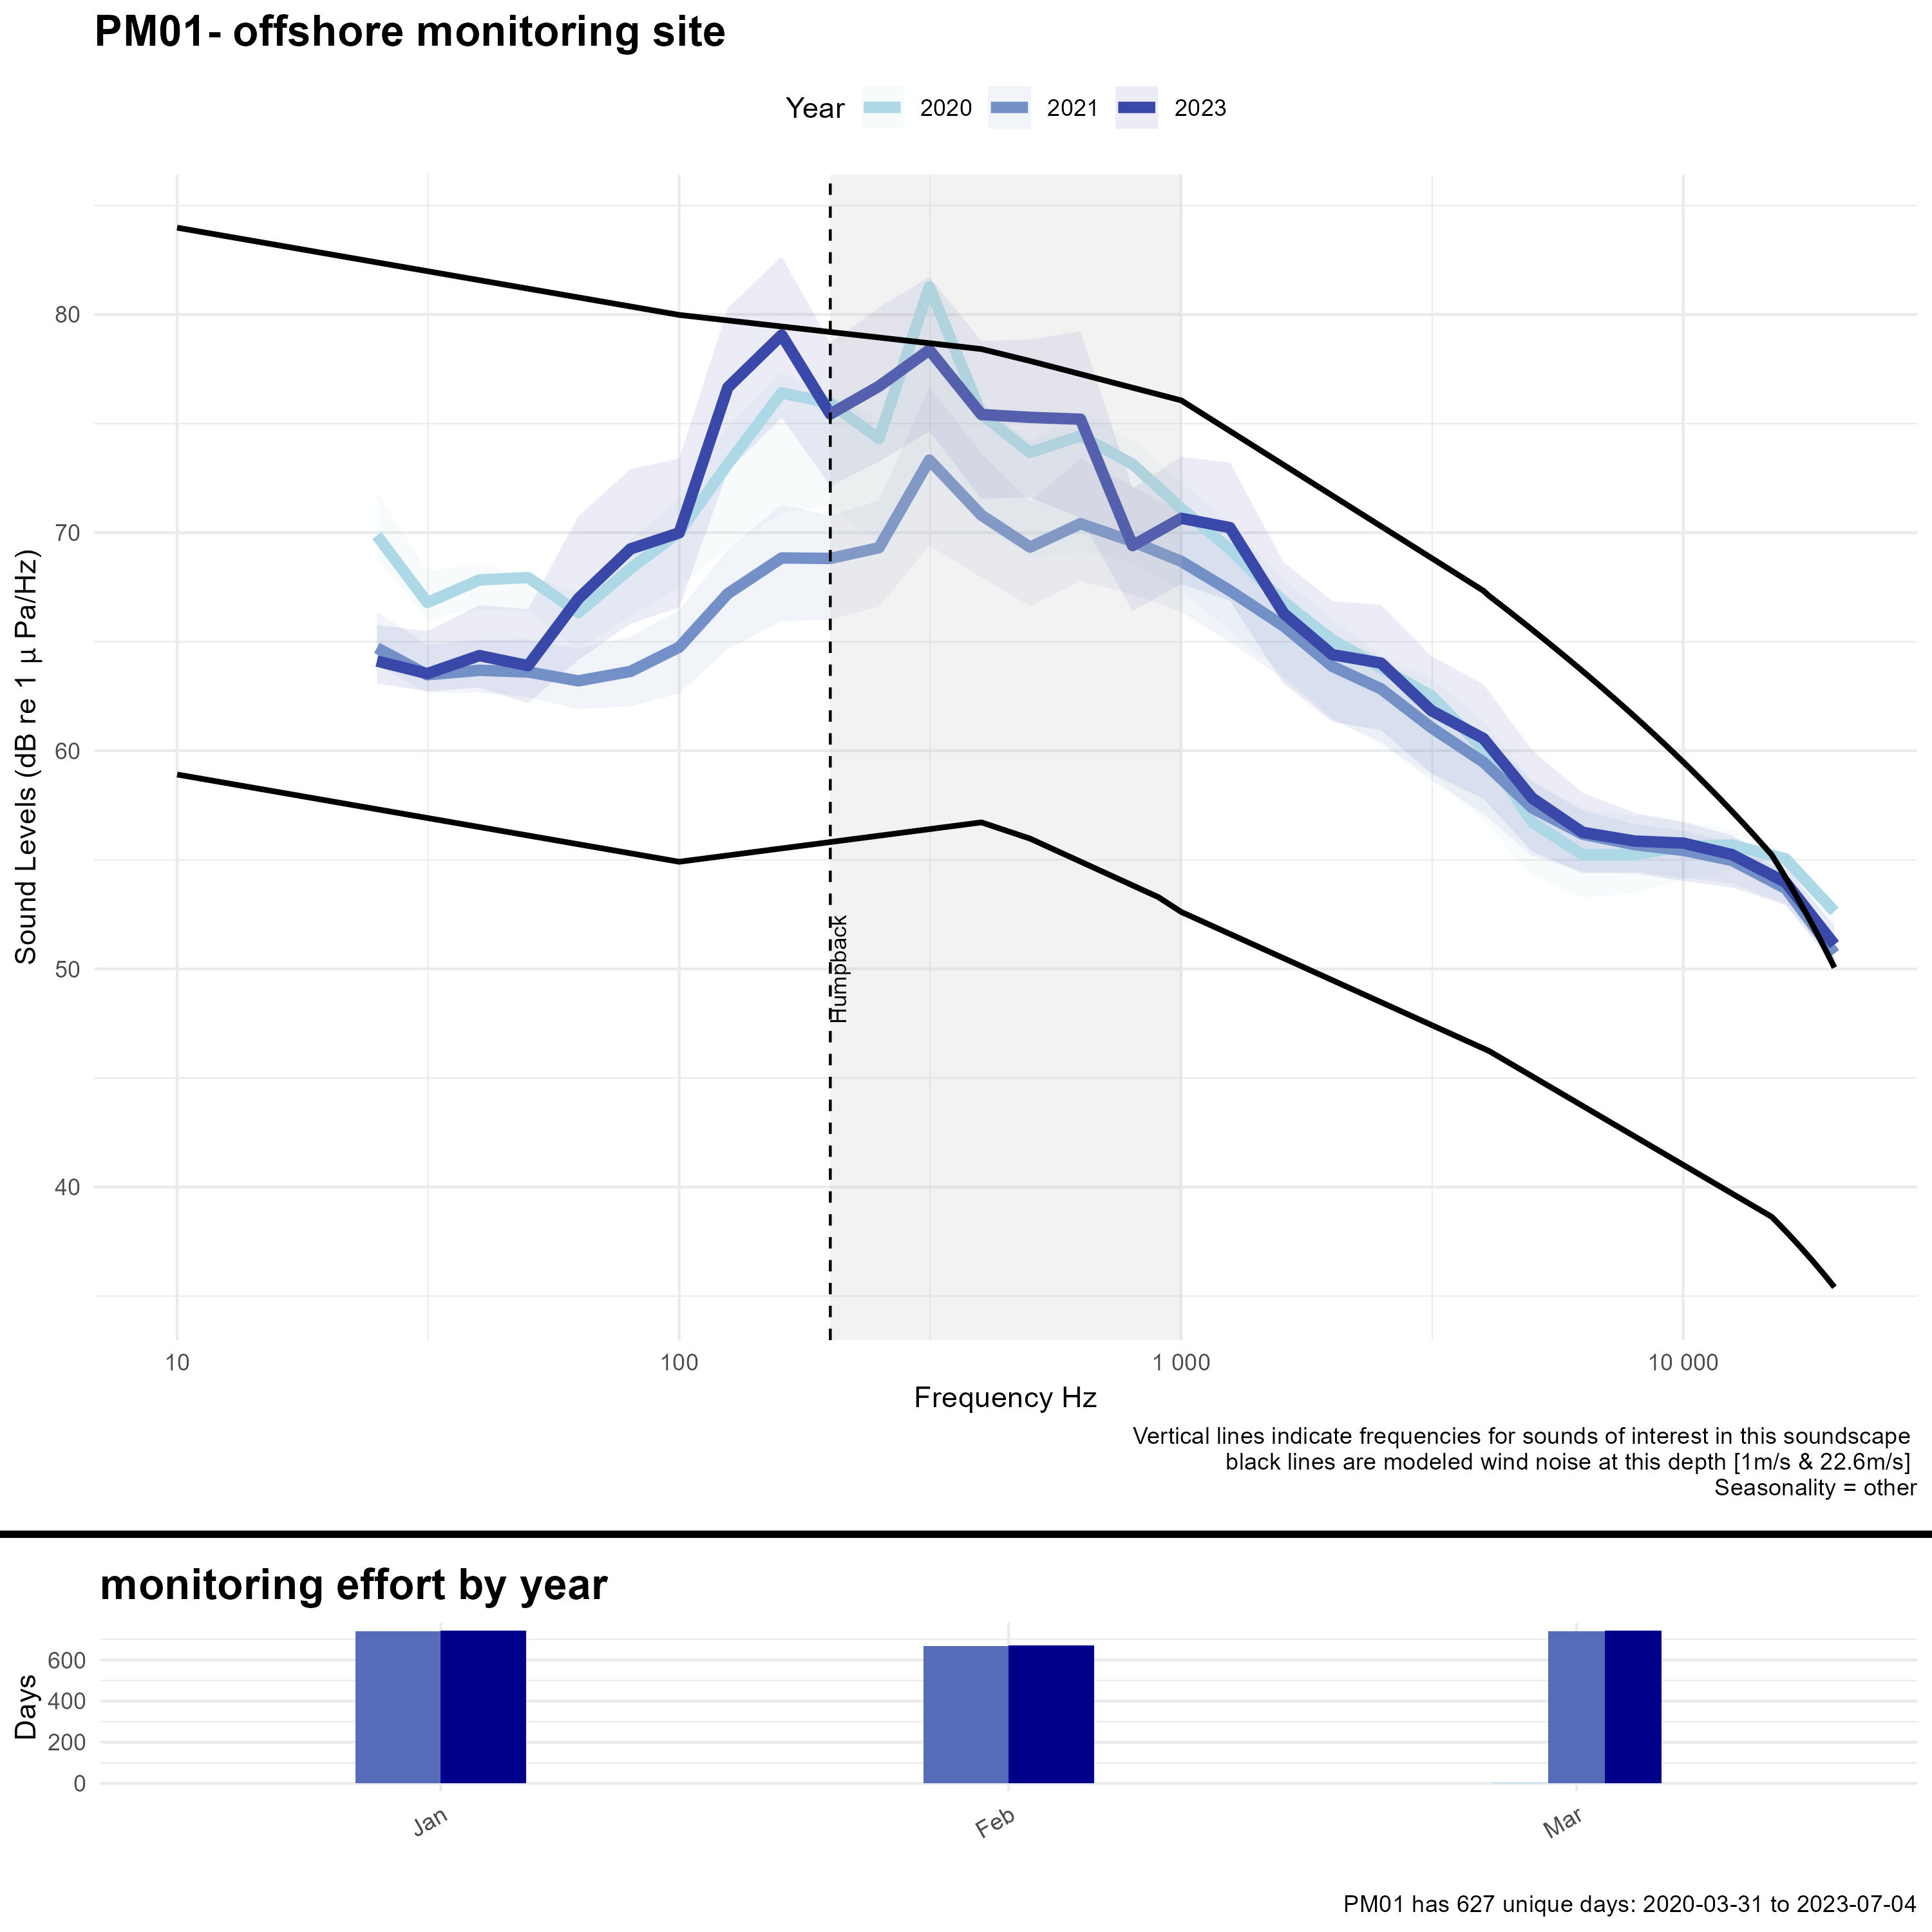 PM01- offshore monitoring site
Year 2020 2021 2023
Sound Levels (dB re 1 µ Pa/Hz)
80
70
60
50
40
Humpback
10 100 1 000 10 000
Frequency Hz
Vertical lines indicate frequencies for sounds of interest in this soundscape
black lines are modeled wind noise at this depth [1m/s & 22.6m/s]
Seasonality = other
monitoring effort by year
Days
600
400
200
0
Jan Feb Mar
PM01 has 627 unique days: 2020-03-31 to 2023-07-04